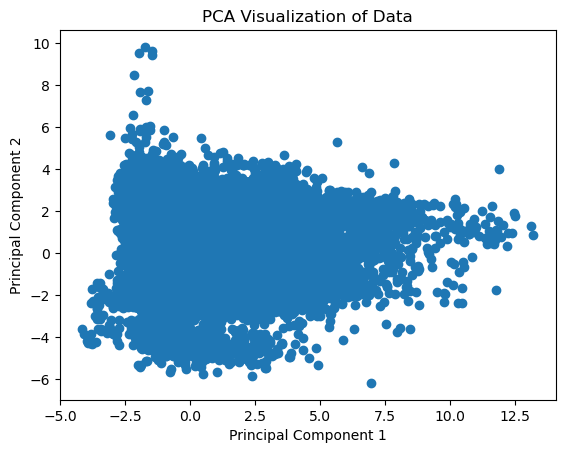 PCA Visualization of Data
10
8
6
4
2
0
−2
−4
−6
Principal Component 2
−5.0 −2.5 0.0 2.5 5.0 7.5 10.0 12.5
Principal Component 1